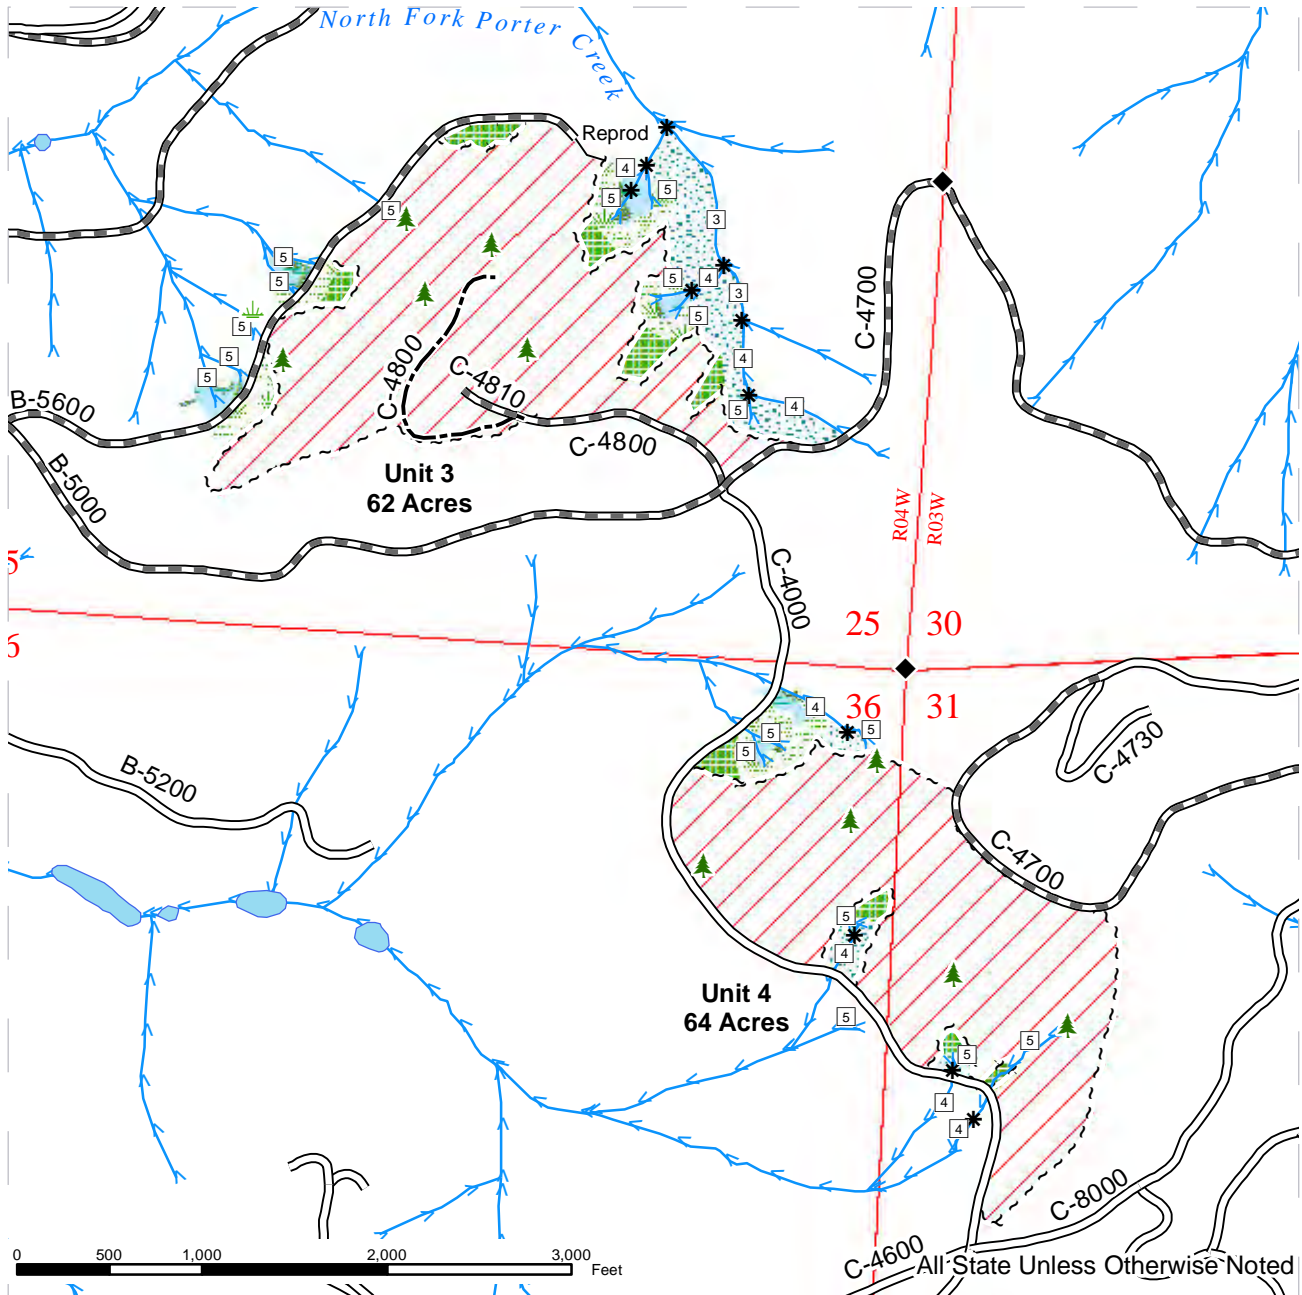 North Fork Porter Creek
Reprod
4
5
5
5
3
5
5
5
4
3
5
C-4700
5
5
4
5
5
C-4800
C-4810
B-5600
5
4
C-4800
Unit 3
62 Acres
B-5000
R04W
R03W
5
C-4000
25
30
6
36
31
4
5
5
5
C-4730
B-5200
C-4700
5
4
Unit 4
64 Acres
5
5
5
4
4
C-8000
C-4600
0
500
1,000
2,000
3,000
Feet
All State Unless Otherwise Noted